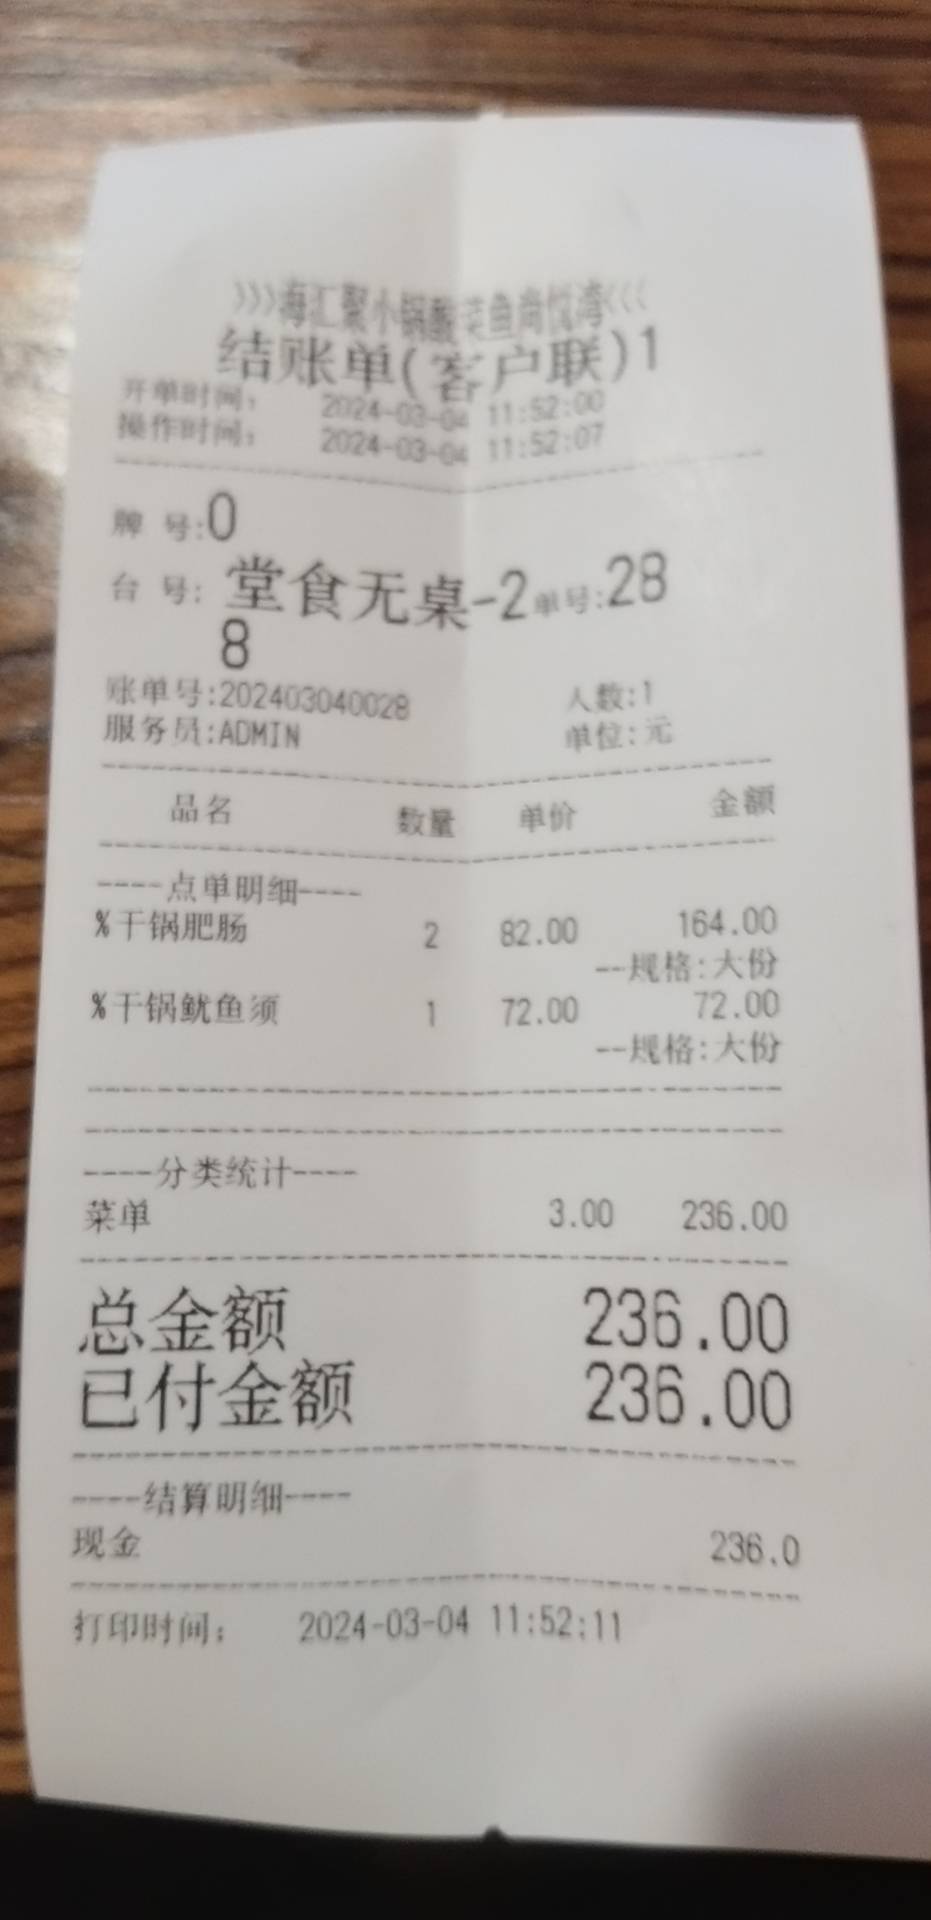 >>>海汇聚小锅酸菜鱼尚悦湾<<<
结账单(客户联)1
开单时间: 2024-03-04 11:52:00
操作时间: 2024-03-04 11:52:07
牌 号:0
台 号: 堂食无桌-2 单号:28
8
账单号:202403040028 人数:1
服务员:ADMIN 单位:元
品名 数量 单价 金额
----点单明细----
%干锅肥肠 2 82.00 164.00
--规格:大份
%干锅鱿鱼须 1 72.00 72.00
--规格:大份
----分类统计----
菜单 3.00 236.00
总金额 236.00
已付金额 236.00
----结算明细----
现金 236.0
打印时间: 2024-03-04 11:52:11